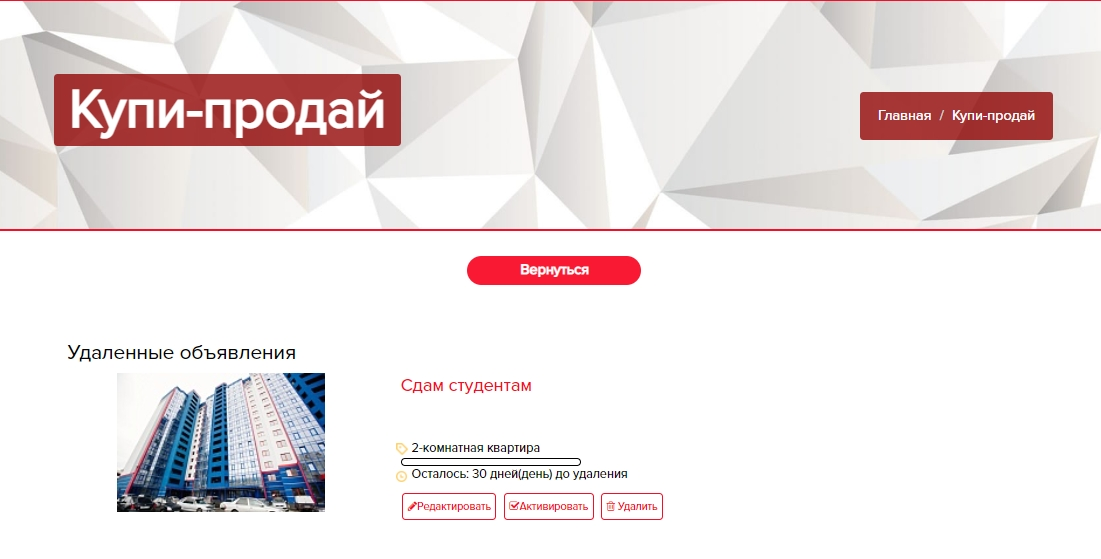 Купи-продай
Главная / Купи-продай
Вернуться
Удаленные объявления
Сдам студентам
2-комнатная квартира
Осталось: 30 дней(день) до удаления
Редактировать Активировать Удалить